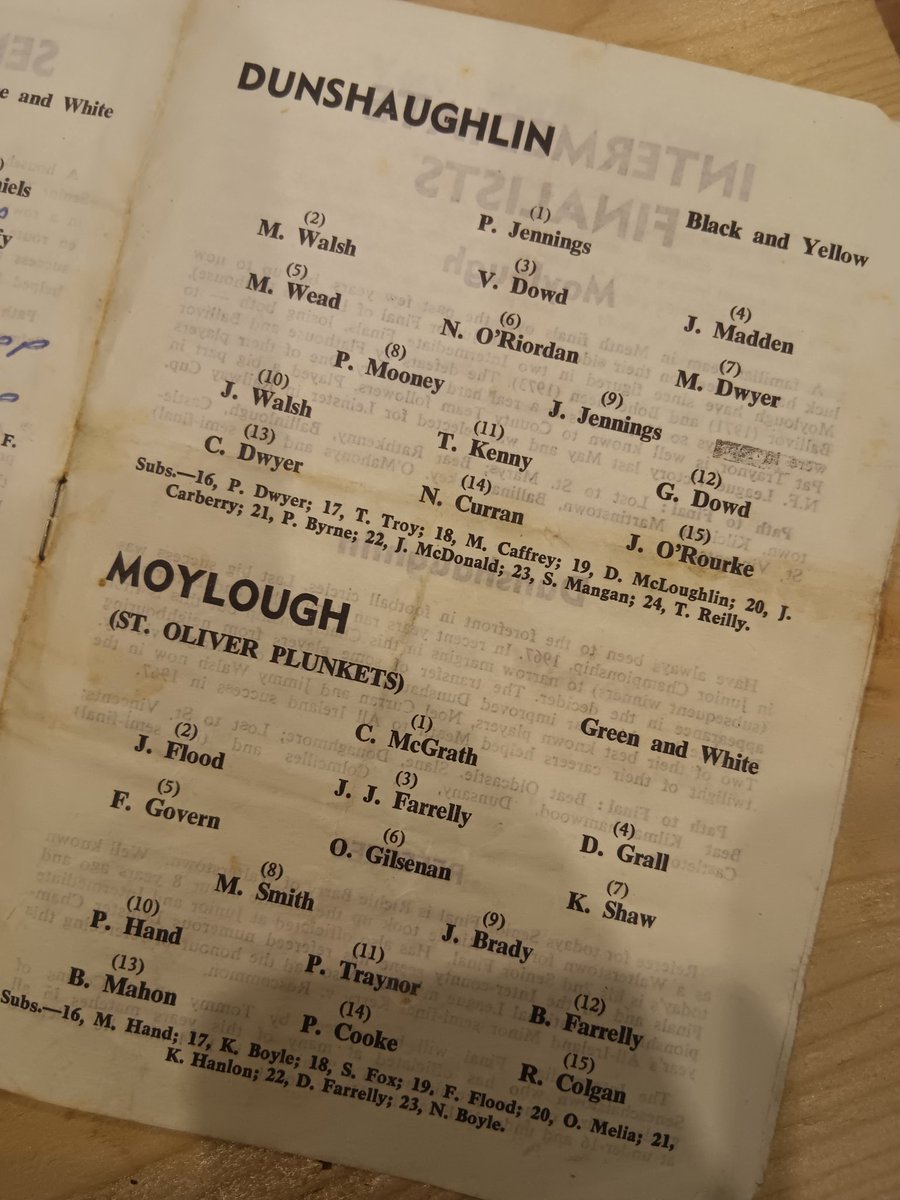 SE
e and White
iels
fy
F.
DUNSHAUGHLIN
Black and Yellow
(1)
P. Jennings
(2) (3) (4)
M. Walsh V. Dowd J. Madden
(5) (6) (7)
M. Wead N. O'Riordan M. Dwyer
(8) (9)
P. Mooney J. Jennings
(10) (11) (12)
J. Walsh T. Kenny G. Dowd
(13) (14) (15)
C. Dwyer N. Curran J. O'Rourke
Subs.—16, P. Dwyer; 17, T. Troy; 18, M. Caffrey; 19, D. McLoughlin; 20, J.
Carberry; 21, P. Byrne; 22, J. McDonald; 23, S. Mangan; 24, T. Reilly.
MOYLOUGH
(ST. OLIVER PLUNKETS)
Green and White
(1)
C. McGrath
(2) (3) (4)
J. Flood J. J. Farrelly D. Grall
(5) (6) (7)
F. Govern O. Gilsenan K. Shaw
(8) (9)
M. Smith J. Brady
(10) (11) (12)
P. Hand P. Traynor B. Farrelly
(13) (14) (15)
B. Mahon P. Cooke R. Colgan
Subs.—16, M. Hand; 17, K. Boyle; 18, S. Fox; 19. F. Flood; 20, O. Melia; 21,
K. Hanlon; 22, D. Farrelly; 23, N. Boyle.